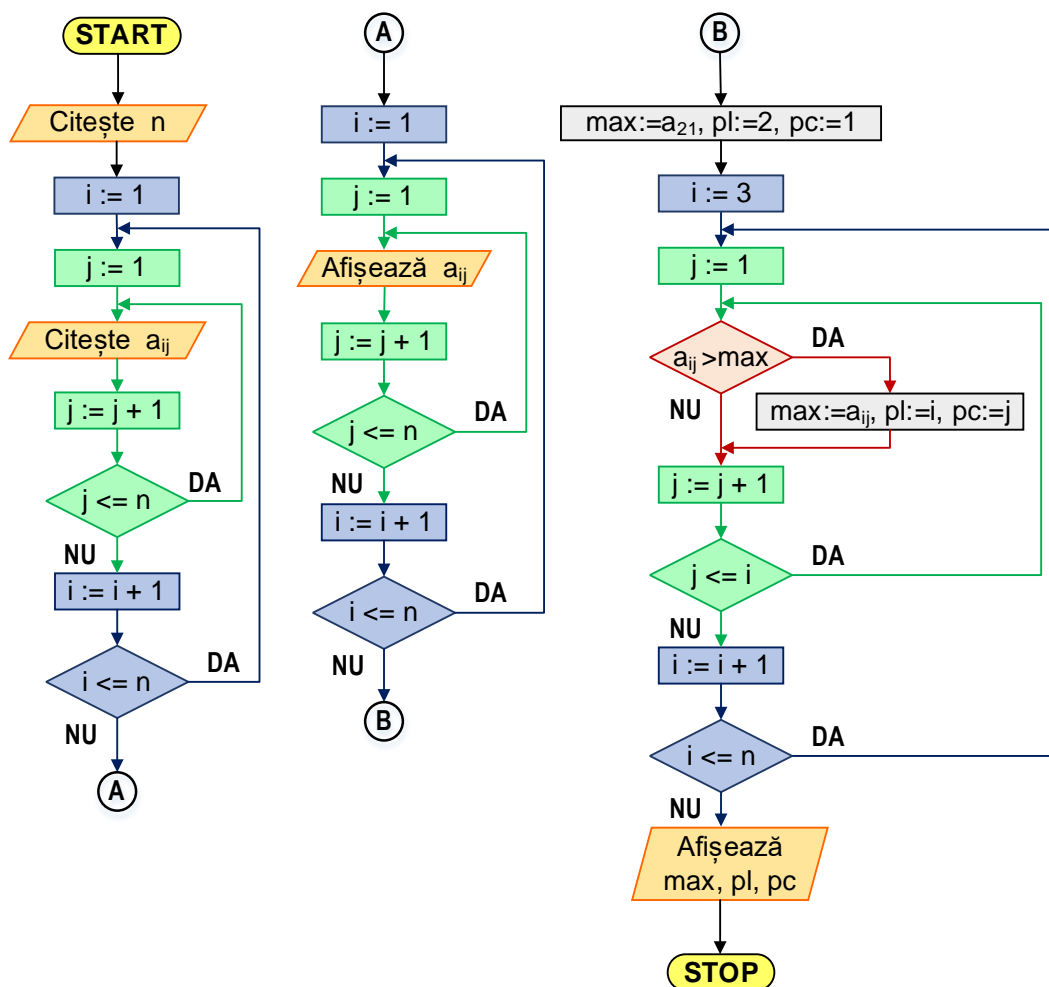 START
Citește n
i := 1
j := 1
Citește aij
j := j + 1
j <= n
DA
NU
i := i + 1
i <= n
DA
NU
A
A
i := 1
j := 1
Afișează aij
j := j + 1
j <= n
DA
NU
i := i + 1
i <= n
DA
NU
B
B
max:=a21, pl:=2, pc:=1
i := 3
j := 1
aij >max
DA
NU
max:=aij, pl:=i, pc:=j
j := j + 1
j <= i
DA
NU
i := i + 1
i <= n
DA
NU
Afișează
max, pl, pc
STOP